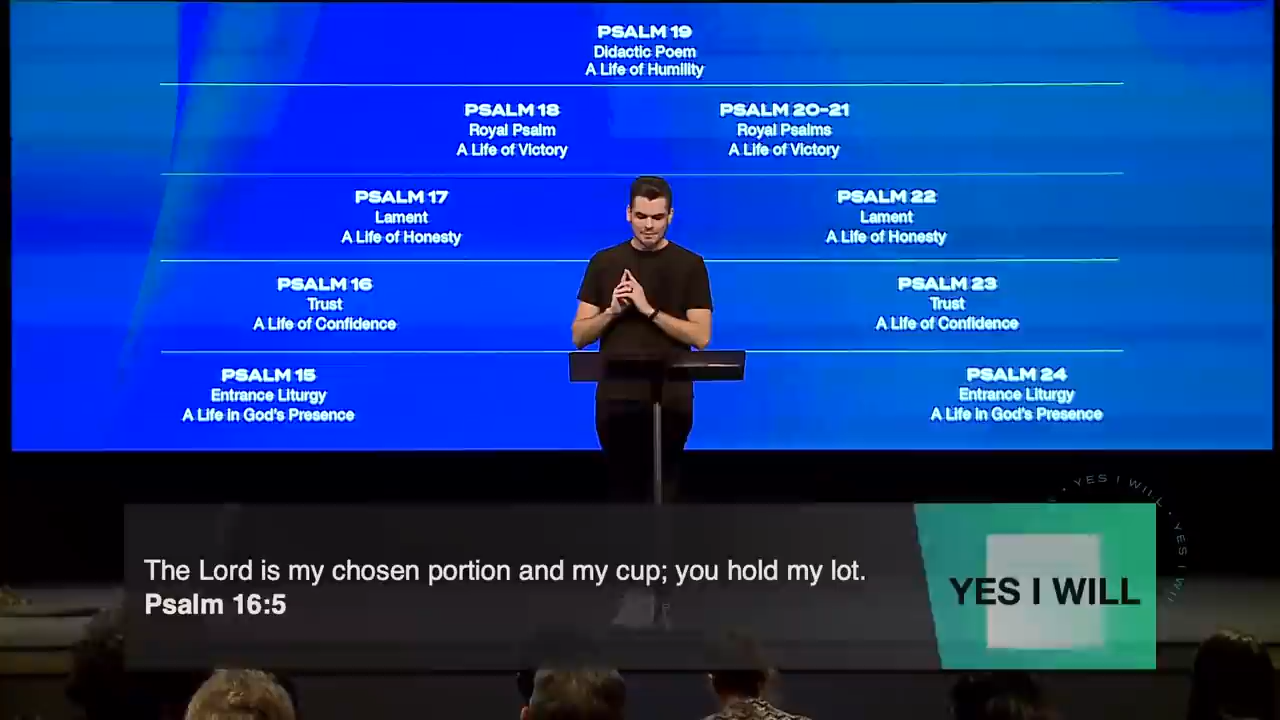 PSALM 19
Didactic Poem
A Life of Humility
PSALM 18
Royal Psalm
A Life of Victory
PSALM 20-21
Royal Psalms
A Life of Victory
PSALM 17
Lament
A Life of Honesty
PSALM 22
Lament
A Life of Honesty
PSALM 16
Trust
A Life of Confidence
PSALM 23
Trust
A Life of Confidence
PSALM 15
Entrance Liturgy
A Life in God's Presence
PSALM 24
Entrance Liturgy
A Life in God's Presence
The Lord is my chosen portion and my cup; you hold my lot.
Psalm 16:5
YES I WILL
• YES I WILL • YES I WILL